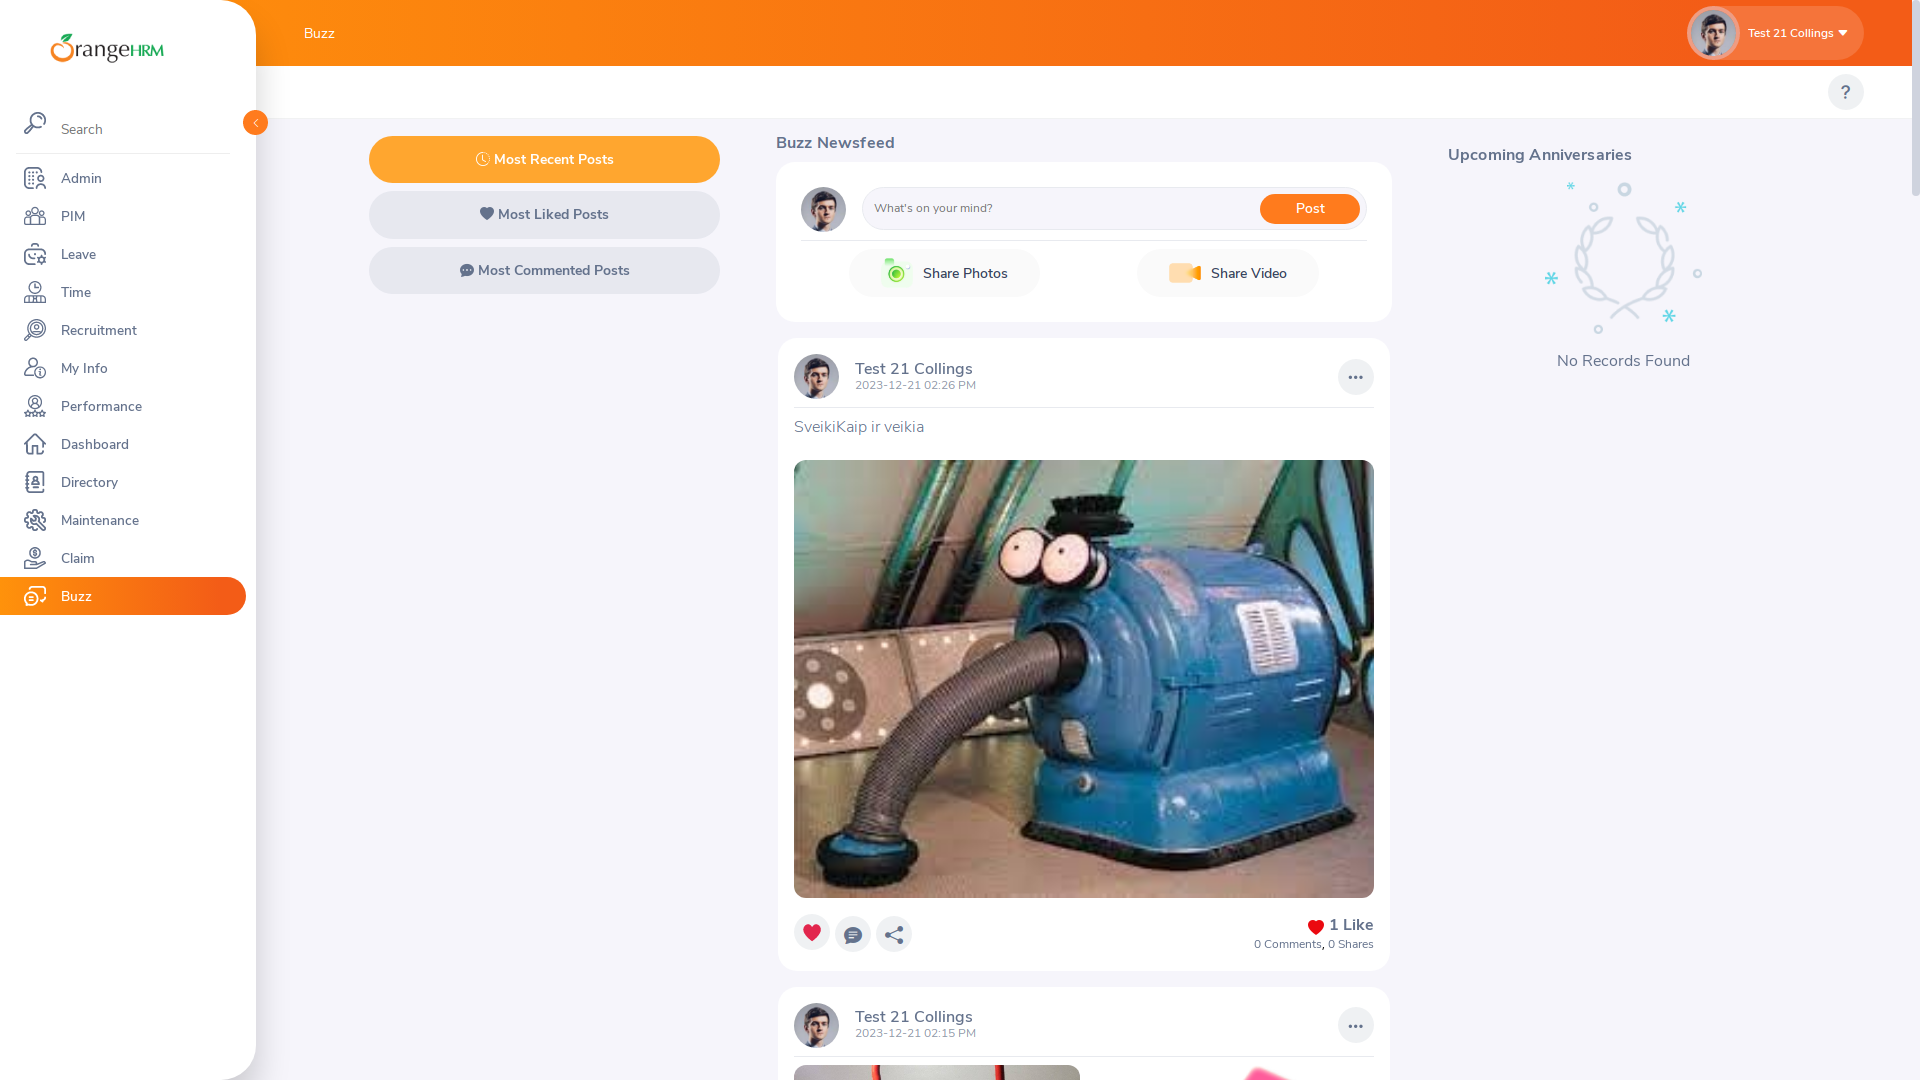 OrangeHRM
Search
Admin
PIM
Leave
Time
Recruitment
My Info
Performance
Dashboard
Directory
Maintenance
Claim
Buzz
Buzz
Test 21 Collings
?
Most Recent Posts
Most Liked Posts
Most Commented Posts
Buzz Newsfeed
What's on your mind?
Post
Share Photos
Share Video
Test 21 Collings
2023-12-21 02:26 PM
SveikiKaip ir veikia
1 Like
0 Comments, 0 Shares
Test 21 Collings
2023-12-21 02:15 PM
Upcoming Anniversaries
No Records Found